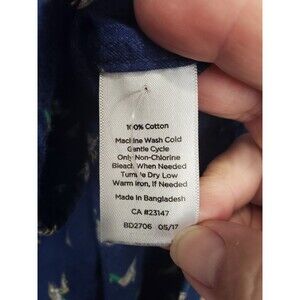 100% Cotton
Machine Wash Cold
Gentle Cycle
Only Non-Chlorine
Bleach When Needed
Tumble Dry Low
Warm Iron, If Needed
Made in Bangladesh
CA #23147
BD2706 05/17